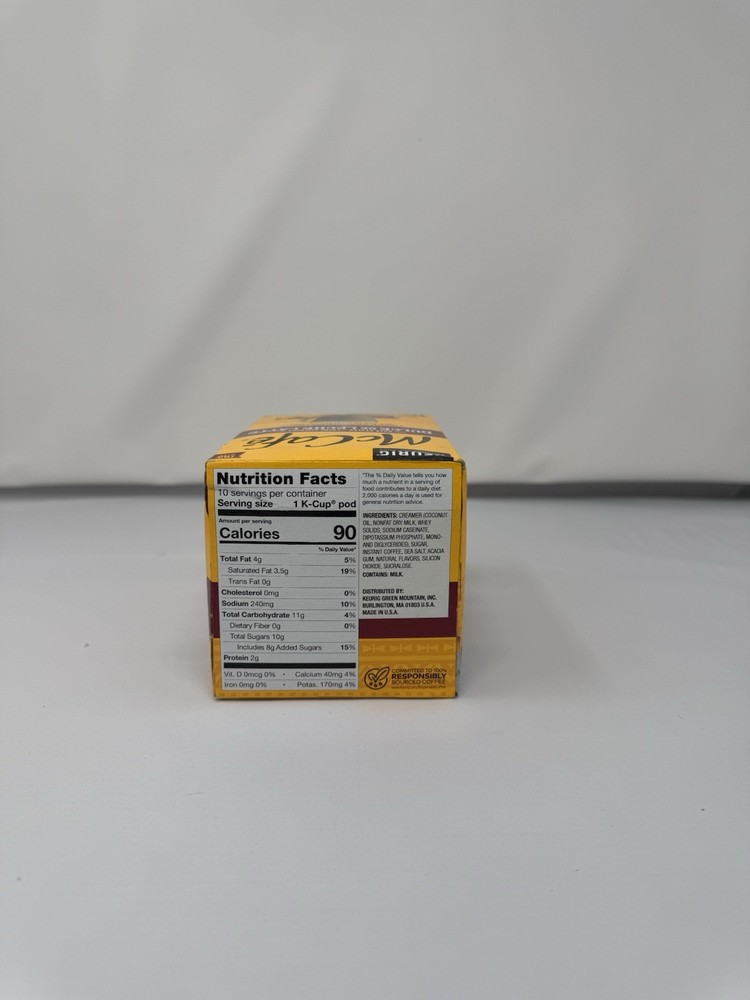 McCafé
KEURIG
Nutrition Facts
10 servings per container
Serving size 1 K-Cup® pod
Amount per serving
Calories 90
% Daily Value*
Total Fat 4g 5%
Saturated Fat 3.5g 19%
Trans Fat 0g
Cholesterol 0mg 0%
Sodium 240mg 10%
Total Carbohydrate 11g 4%
Dietary Fiber 0g 0%
Total Sugars 10g
Includes 8g Added Sugars 15%
Protein 2g
Vit. D 0mcg 0% • Calcium 40mg 4%
Iron 0mg 0% • Potas. 170mg 4%
*The % Daily Value tells you how
much a nutrient in a serving of
food contributes to a daily diet.
2,000 calories a day is used for
general nutrition advice.
INGREDIENTS: CREAMER (COCONUT
OIL, NONFAT DRY MILK, WHEY
SOLIDS, SODIUM CASEINATE,
DIPOTASSIUM PHOSPHATE, MONO-
AND DIGLYCERIDES), SUGAR,
INSTANT COFFEE, SEA SALT, ACACIA
GUM, NATURAL FLAVORS, SILICON
DIOXIDE, SUCRALOSE.
CONTAINS: MILK.
DISTRIBUTED BY:
KEURIG GREEN MOUNTAIN, INC.
BURLINGTON, MA 01803 U.S.A.
MADE IN U.S.A.
COMMITTED TO 100%
RESPONSIBLY
SOURCED COFFEE